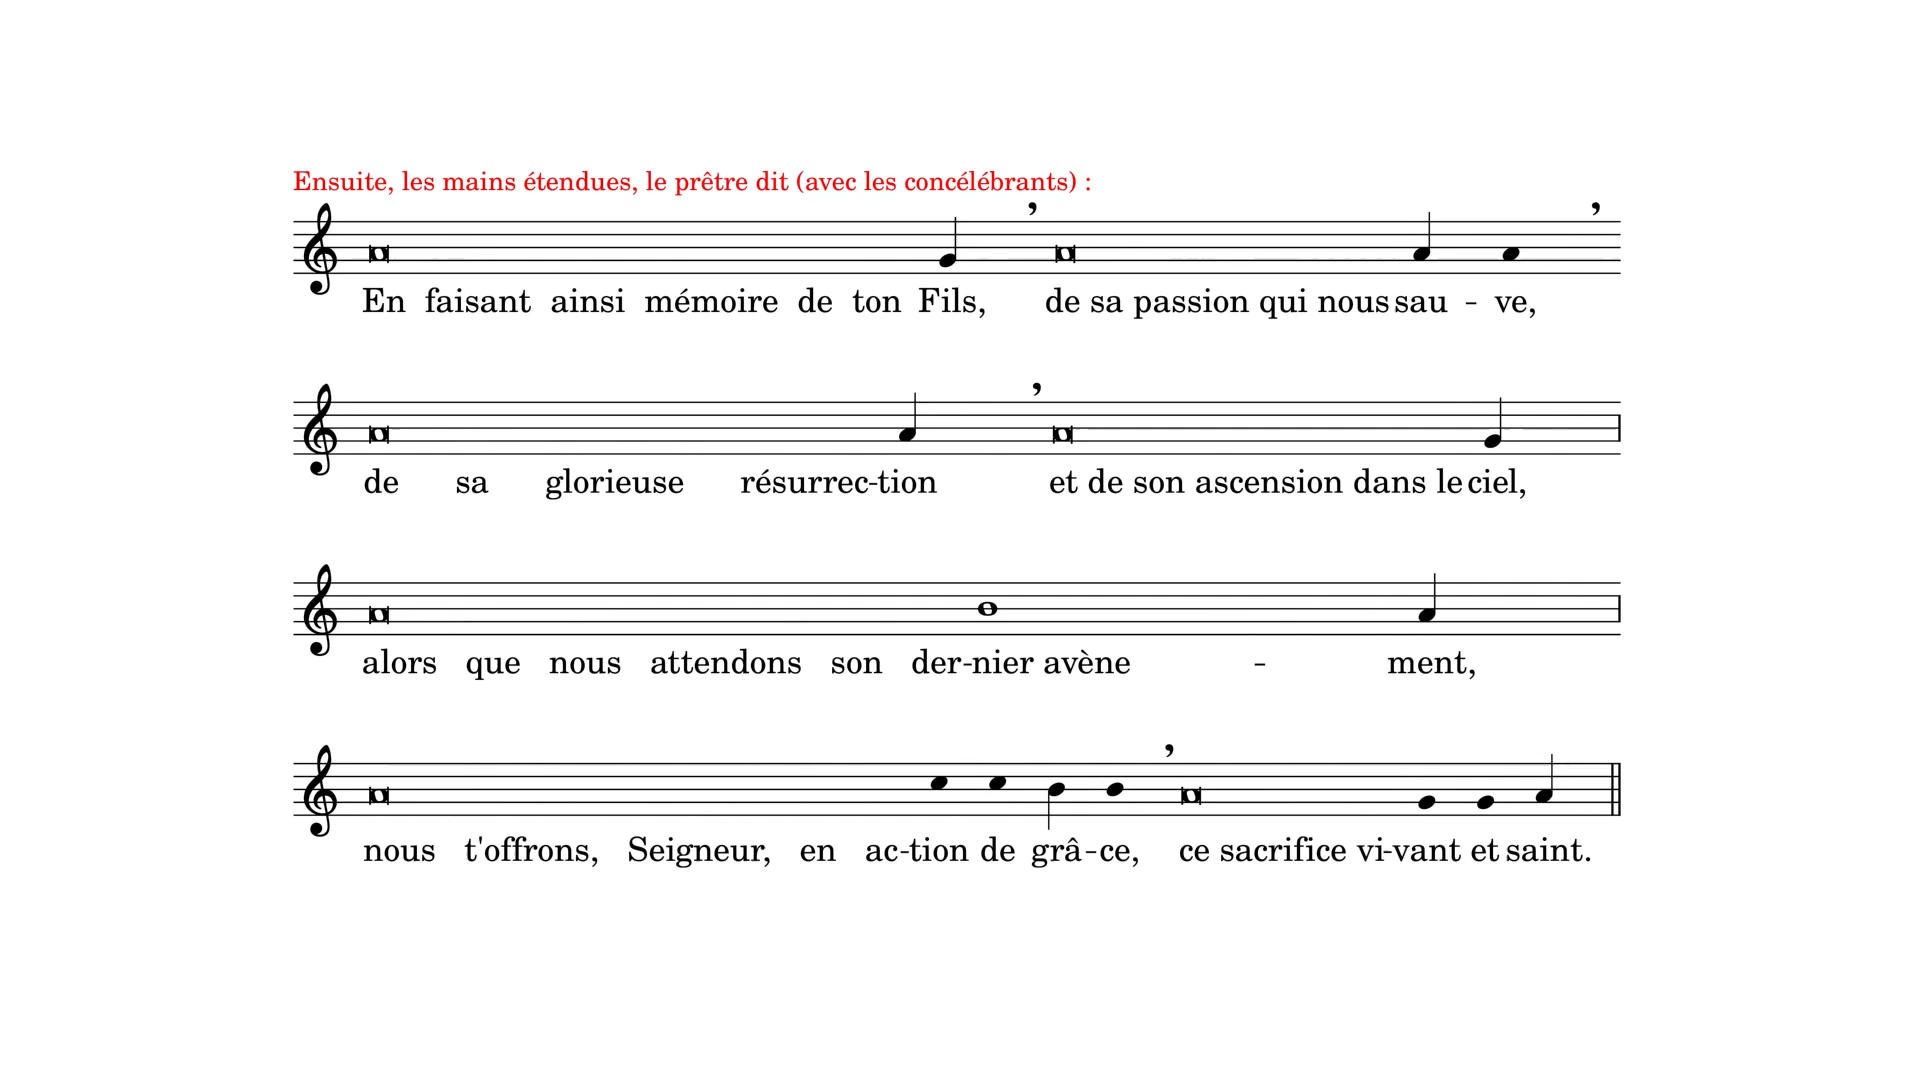 Ensuite, les mains étendues, le prêtre dit (avec les concélébrants) :
En faisant ainsi mémoire de ton Fils, de sa passion qui nous sau - ve,
de sa glorieuse résurrec-tion et de son ascension dans le ciel,
alors que nous attendons son der-nier avène - ment,
nous t'offrons, Seigneur, en ac-tion de grâ-ce, ce sacrifice vi-vant et saint.